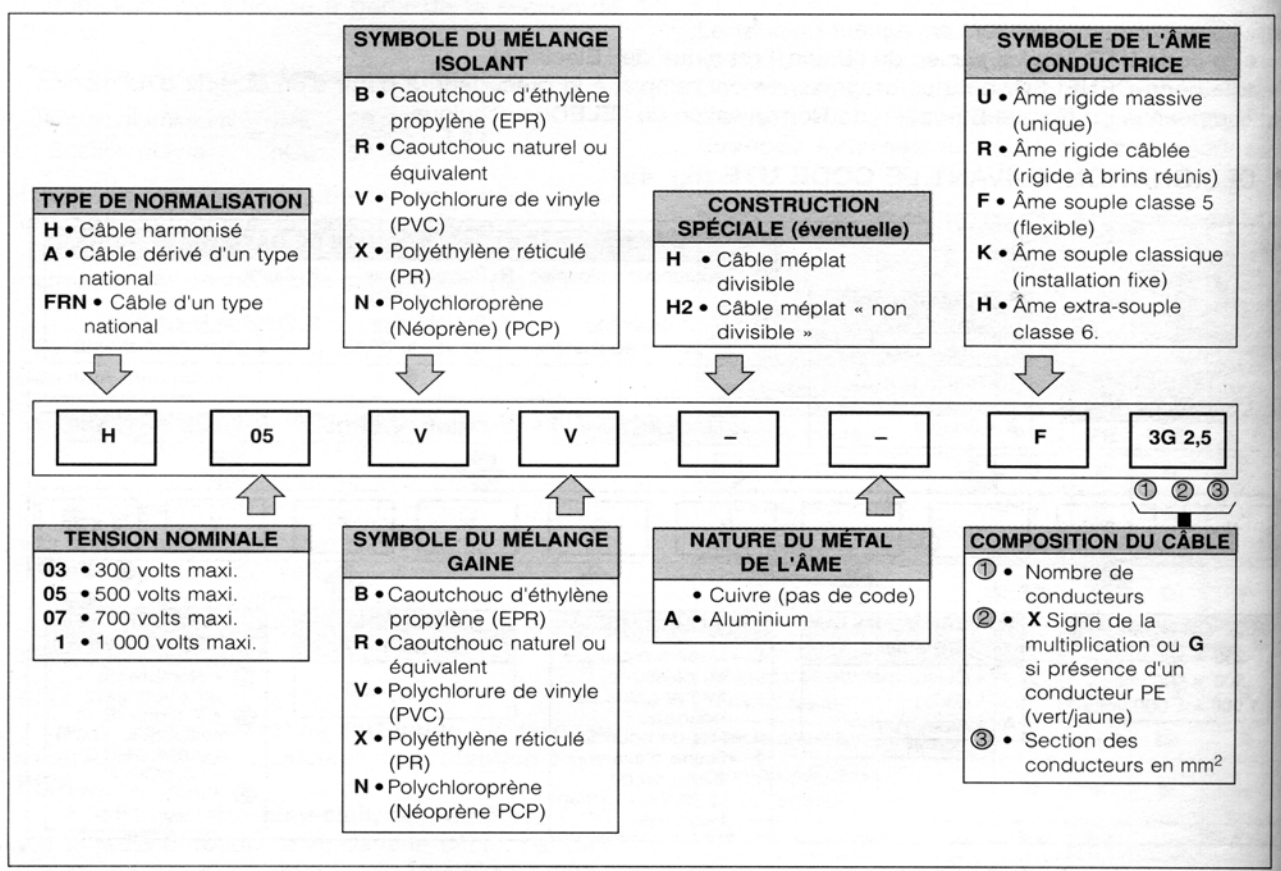 SYMBOLE DU MÉLANGE
ISOLANT
B • Caoutchouc d'éthylène
propylène (EPR)
R • Caoutchouc naturel ou
équivalent
V • Polychlorure de vinyle
(PVC)
X • Polyéthylène réticulé
(PR)
N • Polychloroprène
(Néoprène) (PCP)
SYMBOLE DE L'ÂME
CONDUCTRICE
U • Âme rigide massive
(unique)
R • Âme rigide câblée
(rigide à brins réunis)
F • Âme souple classe 5
(flexible)
K • Âme souple classique
(installation fixe)
H • Âme extra-souple
classe 6.
TYPE DE NORMALISATION
H • Câble harmonisé
A • Câble dérivé d'un type
national
FRN • Câble d'un type
national
CONSTRUCTION
SPÉCIALE (éventuelle)
H • Câble méplat
divisible
H2 • Câble méplat « non
divisible »
H 05 V V – – F 3G 2,5
① ② ③
TENSION NOMINALE
03 • 300 volts maxi.
05 • 500 volts maxi.
07 • 700 volts maxi.
1 • 1 000 volts maxi.
SYMBOLE DU MÉLANGE
GAINE
B • Caoutchouc d'éthylène
propylène (EPR)
R • Caoutchouc naturel ou
équivalent
V • Polychlorure de vinyle
(PVC)
X • Polyéthylène réticulé
(PR)
N • Polychloroprène
(Néoprène PCP)
NATURE DU MÉTAL
DE L'ÂME
• Cuivre (pas de code)
A • Aluminium
COMPOSITION DU CÂBLE
① • Nombre de
conducteurs
② • X Signe de la
multiplication ou G
si présence d'un
conducteur PE
(vert/jaune)
③ • Section des
conducteurs en mm²